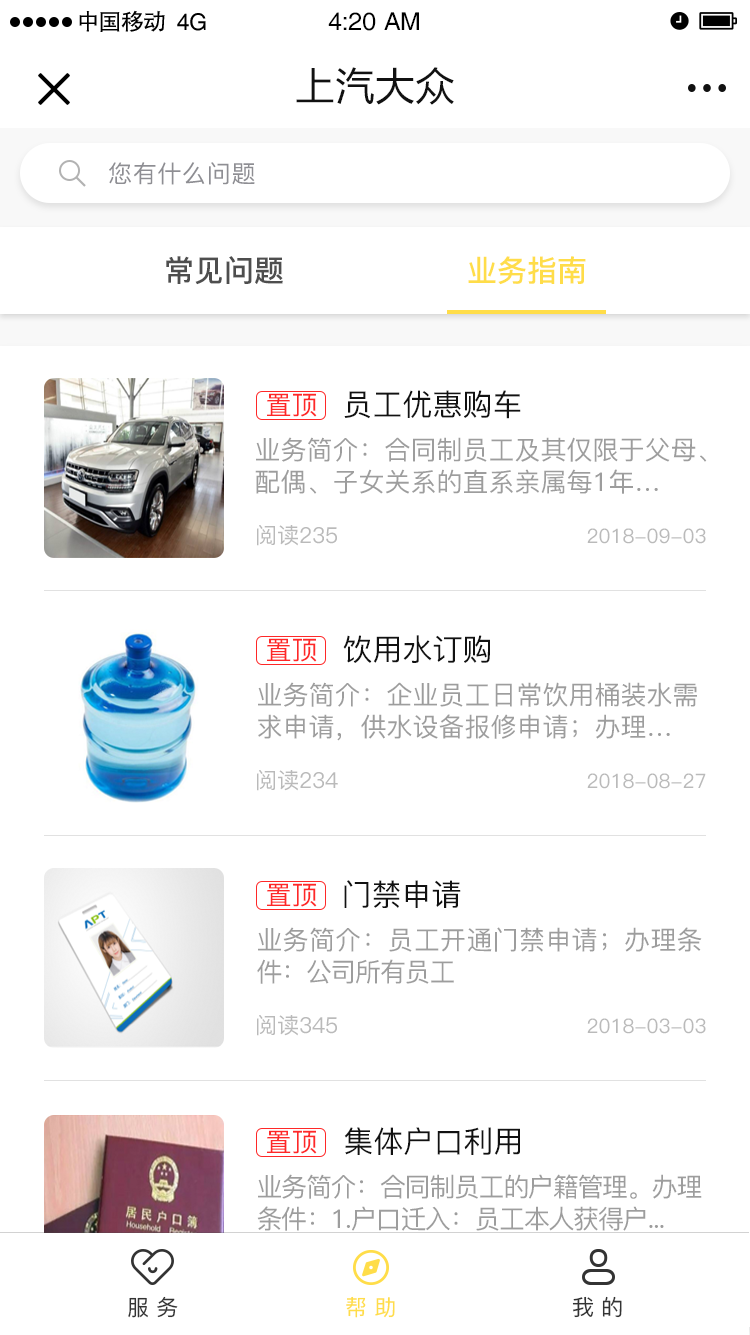 中国移动 4G 4:20 AM
上汽大众
您有什么问题
常见问题 业务指南
置顶 员工优惠购车
业务简介：合同制员工及其仅限于父母、
配偶、子女关系的直系亲属每1年...
阅读235 2018-09-03
置顶 饮用水订购
业务简介：企业员工日常饮用桶装水需
求申请，供水设备报修申请；办理...
阅读234 2018-08-27
APT
置顶 门禁申请
业务简介：员工开通门禁申请；办理条
件：公司所有员工
阅读345 2018-03-03
居民户口簿
Household
置顶 集体户口利用
业务简介：合同制员工的户籍管理。办理
条件：1.户口迁入：员工本人获得户...
服务 帮助 我的